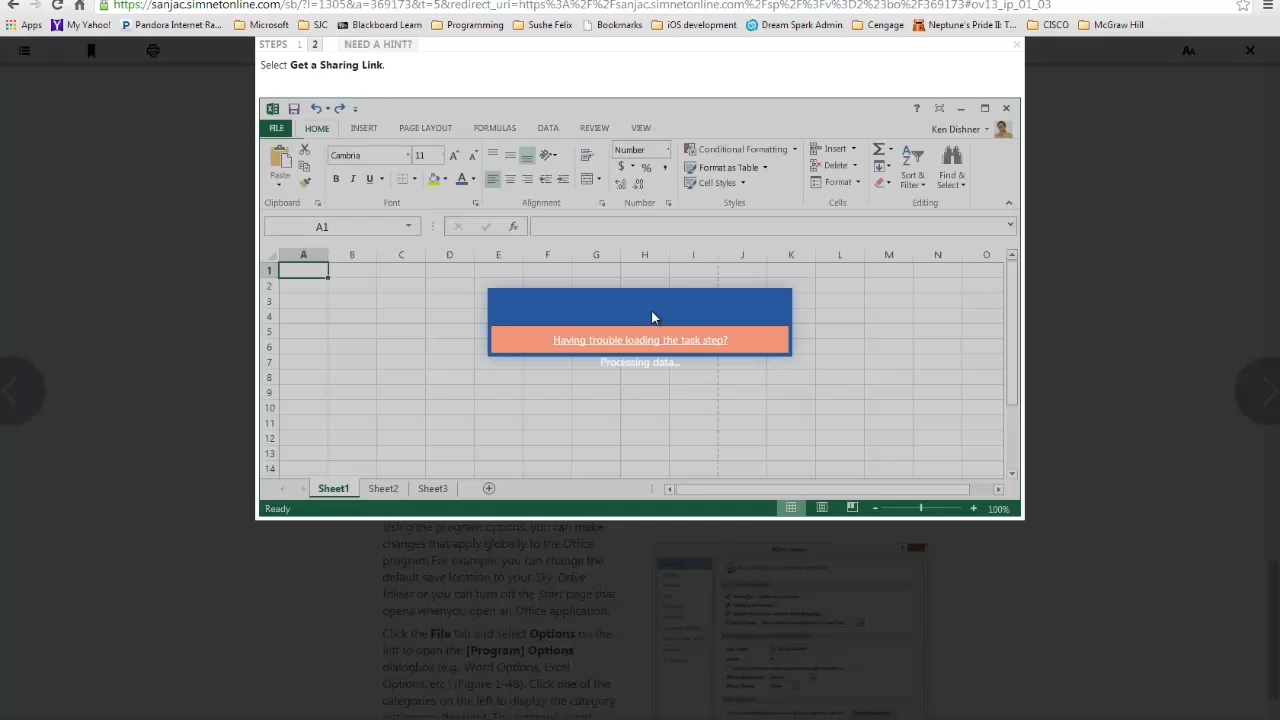 https://sanjac.simnetonline.com/sb/?l=1305&a=369173&t=5&redirect_uri=https%3A%2F%2Fsanjac.simnetonline.com%2Fsp%2F%3Fv%3D2%23bo%2F369173#ov13_ip_01_03
Apps My Yahoo! Pandora Internet Ra... Microsoft SJC Blackboard Learn Programming Sushe Felix Bookmarks iOS development Dream Spark Admin Cengage Neptune's Pride II: T... CISCO McGraw Hill
STEPS 1 2 NEED A HINT?
Select Get a Sharing Link.
FILE HOME INSERT PAGE LAYOUT FORMULAS DATA REVIEW VIEW Ken Dishner
Paste
Cambria 11
B I U
Number
$ % ,
Conditional Formatting
Format as Table
Cell Styles
Insert
Delete
Format
Sort & Filter
Find & Select
Clipboard Font Alignment Number Styles Cells Editing
A1 fx
A B C D E F G H I J K L M N O
1
2
3
4
5
6
7
8
9
10
11
12
13
14
Having trouble loading the task step?
Processing data...
Sheet1 Sheet2 Sheet3
Ready 100%
Using the program options, you can make
changes that apply globally to the Office
program.For example, you can change the
default save location to your Sky-Drive
folder or you can turn off the Start page that
opens whenyou open an Office application.
Click the File tab and select Options on the
left to open the [Program] Options
dialogbox (e.g. Word Options, Excel
Options, etc.) (Figure 1-48). Click one of the
categories on the left to display the category